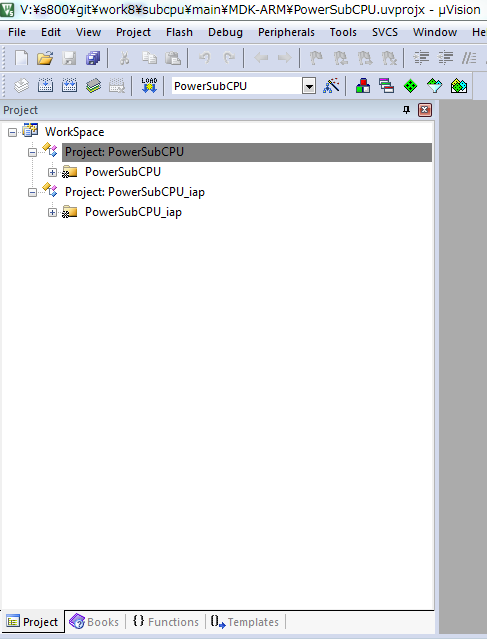 V:¥s800¥git¥work8¥subcpu¥main¥MDK-ARM¥PowerSubCPU.uvprojx - µVision
File Edit View Project Flash Debug Peripherals Tools SVCS Window He
LOAD
PowerSubCPU
Project
WorkSpace
Project: PowerSubCPU
PowerSubCPU
Project: PowerSubCPU_iap
PowerSubCPU_iap
Project Books {} Functions Templates